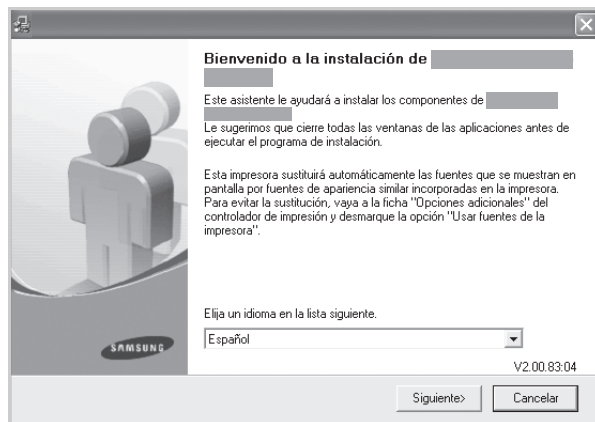 Bienvenido a la instalación de
Este asistente le ayudará a instalar los componentes de
Le sugerimos que cierre todas las ventanas de las aplicaciones antes de
ejecutar el programa de instalación.
Esta impresora sustituirá automáticamente las fuentes que se muestran en
pantalla por fuentes de apariencia similar incorporadas en la impresora.
Para evitar la sustitución, vaya a la ficha "Opciones adicionales" del
controlador de impresión y desmarque la opción "Usar fuentes de la
impresora".
Elija un idioma en la lista siguiente.
Español
SAMSUNG
V2.00.83:04
Siguiente>
Cancelar